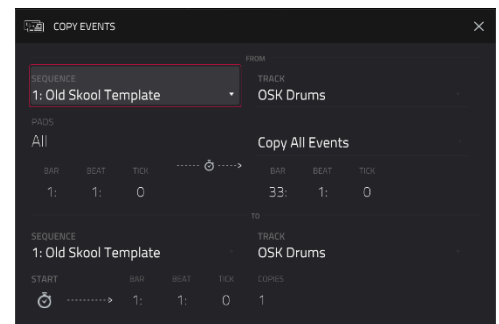 COPY EVENTS
FROM
SEQUENCE TRACK
1: Old Skool Template OSK Drums
PADS
All Copy All Events
BAR BEAT TICK BAR BEAT TICK
1: 1: 0 33: 1: 0
TO
SEQUENCE TRACK
1: Old Skool Template OSK Drums
START BAR BEAT TICK COPIES
1: 1: 0 1